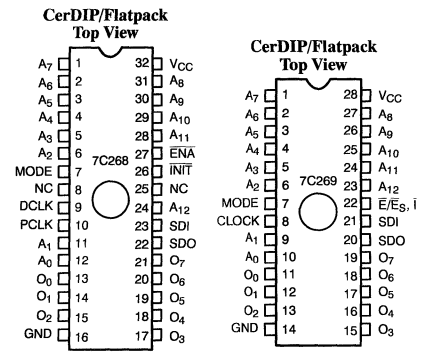 CerDIP/Flatpack
Top View
A7 1 32 VCC
A6 2 31 A8
A5 3 30 A9
A4 4 29 A10
A3 5 28 A11
A2 6 27 ENA
7C268
MODE 7 26 INIT
NC 8 25 NC
DCLK 9 24 A12
PCLK 10 23 SDI
A1 11 22 SDO
A0 12 21 O7
O0 13 20 O6
O1 14 19 O5
O2 15 18 O4
GND 16 17 O3
CerDIP/Flatpack
Top View
A7 1 28 VCC
A6 2 27 A8
A5 3 26 A9
A4 4 25 A10
A3 5 24 A11
A2 6 23 A12
7C269
MODE 7 22 E/ES, I
CLOCK 8 21 SDI
A1 9 20 SDO
A0 10 19 O7
O0 11 18 O6
O1 12 17 O5
O2 13 16 O4
GND 14 15 O3